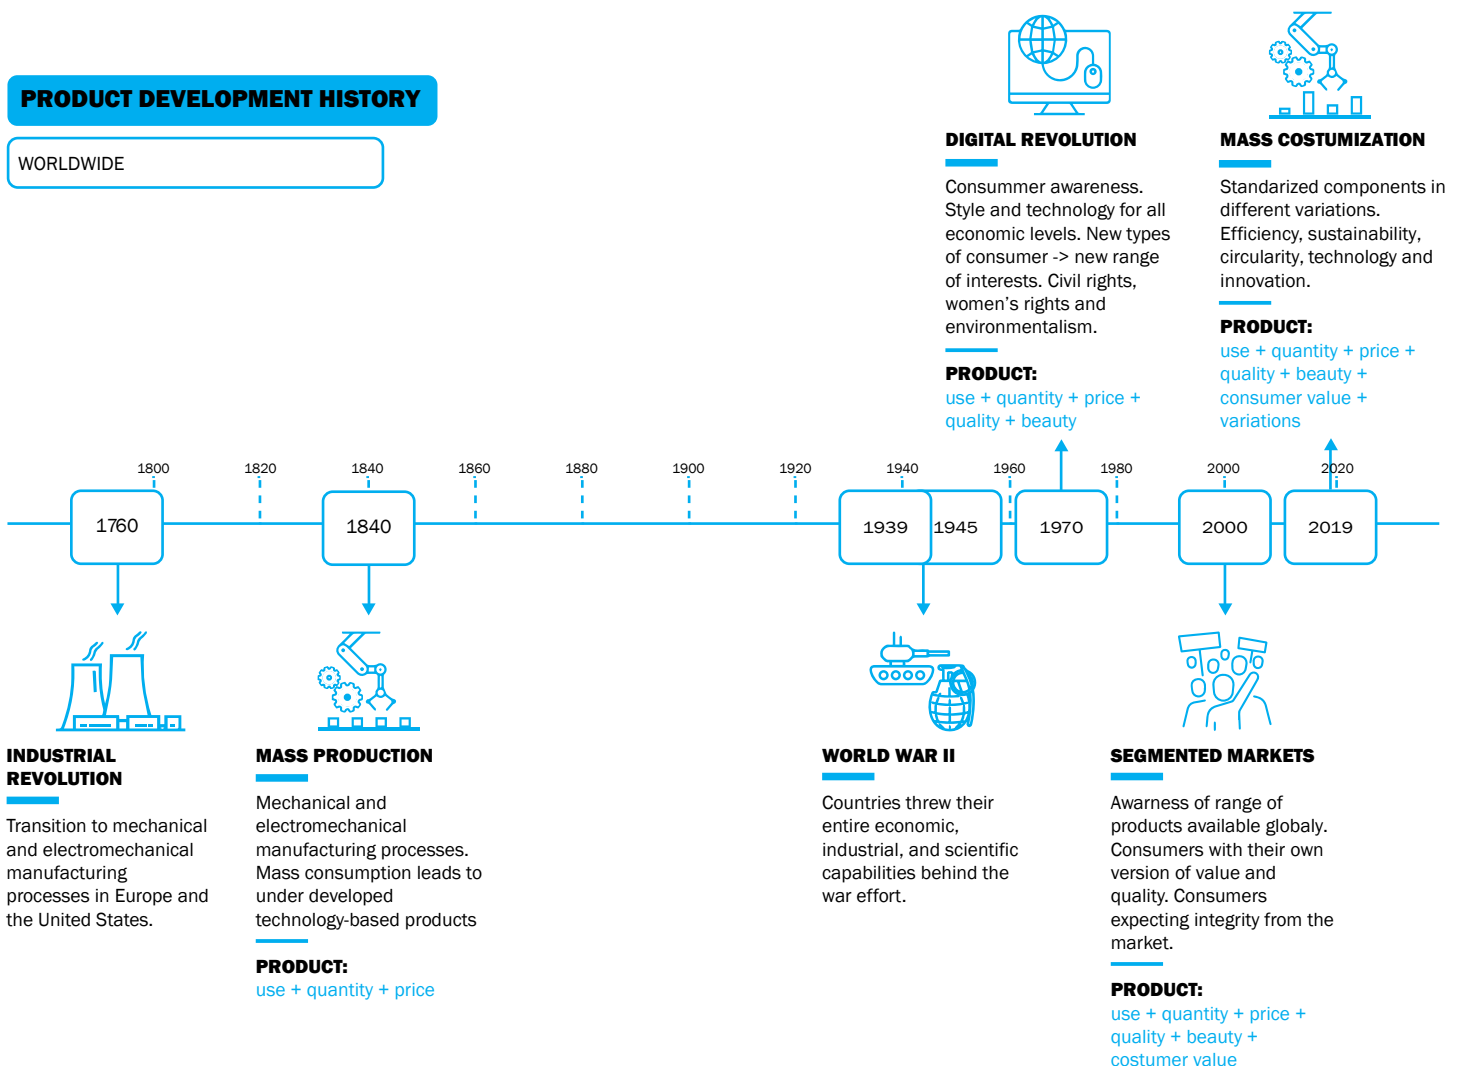 PRODUCT DEVELOPMENT HISTORY
WORLDWIDE
DIGITAL REVOLUTION
Consummer awareness.
Style and technology for all
economic levels. New types
of consumer -> new range
of interests. Civil rights,
women's rights and
environmentalism.
PRODUCT:
use + quantity + price +
quality + beauty
MASS COSTUMIZATION
Standarized components in
different variations.
Efficiency, sustainability,
circularity, technology and
innovation.
PRODUCT:
use + quantity + price +
quality + beauty +
consumer value +
variations
1800 1820 1840 1860 1880 1900 1920 1940 1960 1980 2000 2020
1760 1840 1939 1945 1970 2000 2019
INDUSTRIAL
REVOLUTION
Transition to mechanical
and electromechanical
manufacturing
processes in Europe and
the United States.
MASS PRODUCTION
Mechanical and
electromechanical
manufacturing processes.
Mass consumption leads to
under developed
technology-based products
PRODUCT:
use + quantity + price
WORLD WAR II
Countries threw their
entire economic,
industrial, and scientific
capabilities behind the
war effort.
SEGMENTED MARKETS
Awarness of range of
products available globaly.
Consumers with their own
version of value and
quality. Consumers
expecting integrity from the
market.
PRODUCT:
use + quantity + price +
quality + beauty +
costumer value